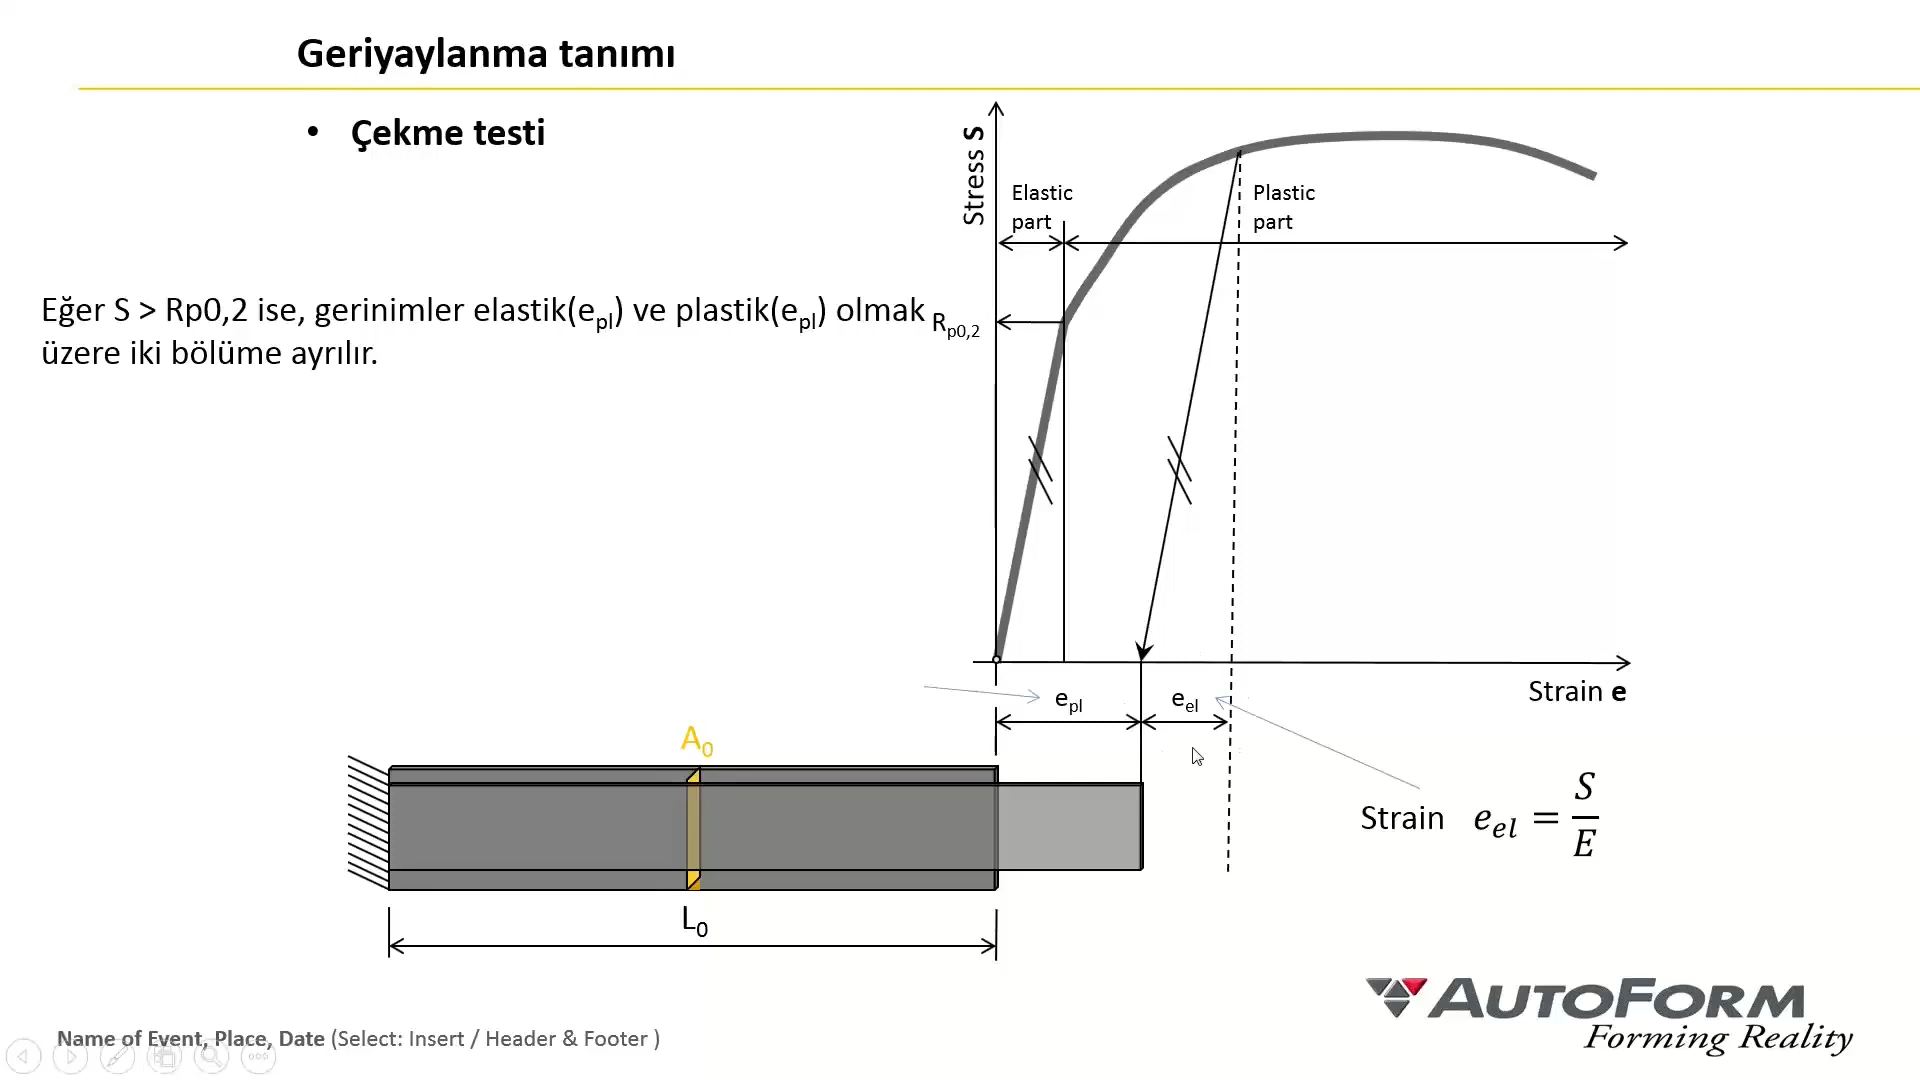 Geriyaylanma tanımı
• Çekme testi
Stress S
Elastic
part
Plastic
part
Eğer S > Rp0,2 ise, gerinimler elastik(epl) ve plastik(epl) olmak
üzere iki bölüme ayrılır.
Rp0,2
Strain e
epl
eel
A0
Strain eel = S/E
L0
AUTOFORM
Forming Reality
Name of Event, Place, Date (Select: Insert / Header & Footer )